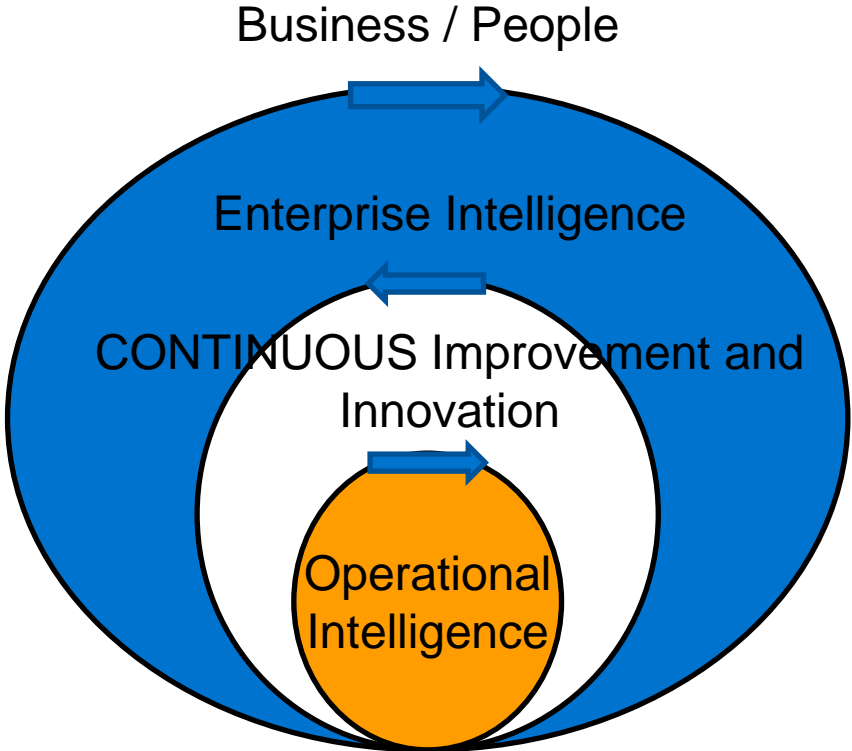 Business / People
Enterprise Intelligence
CONTINUOUS Improvement and
Innovation
Operational
Intelligence